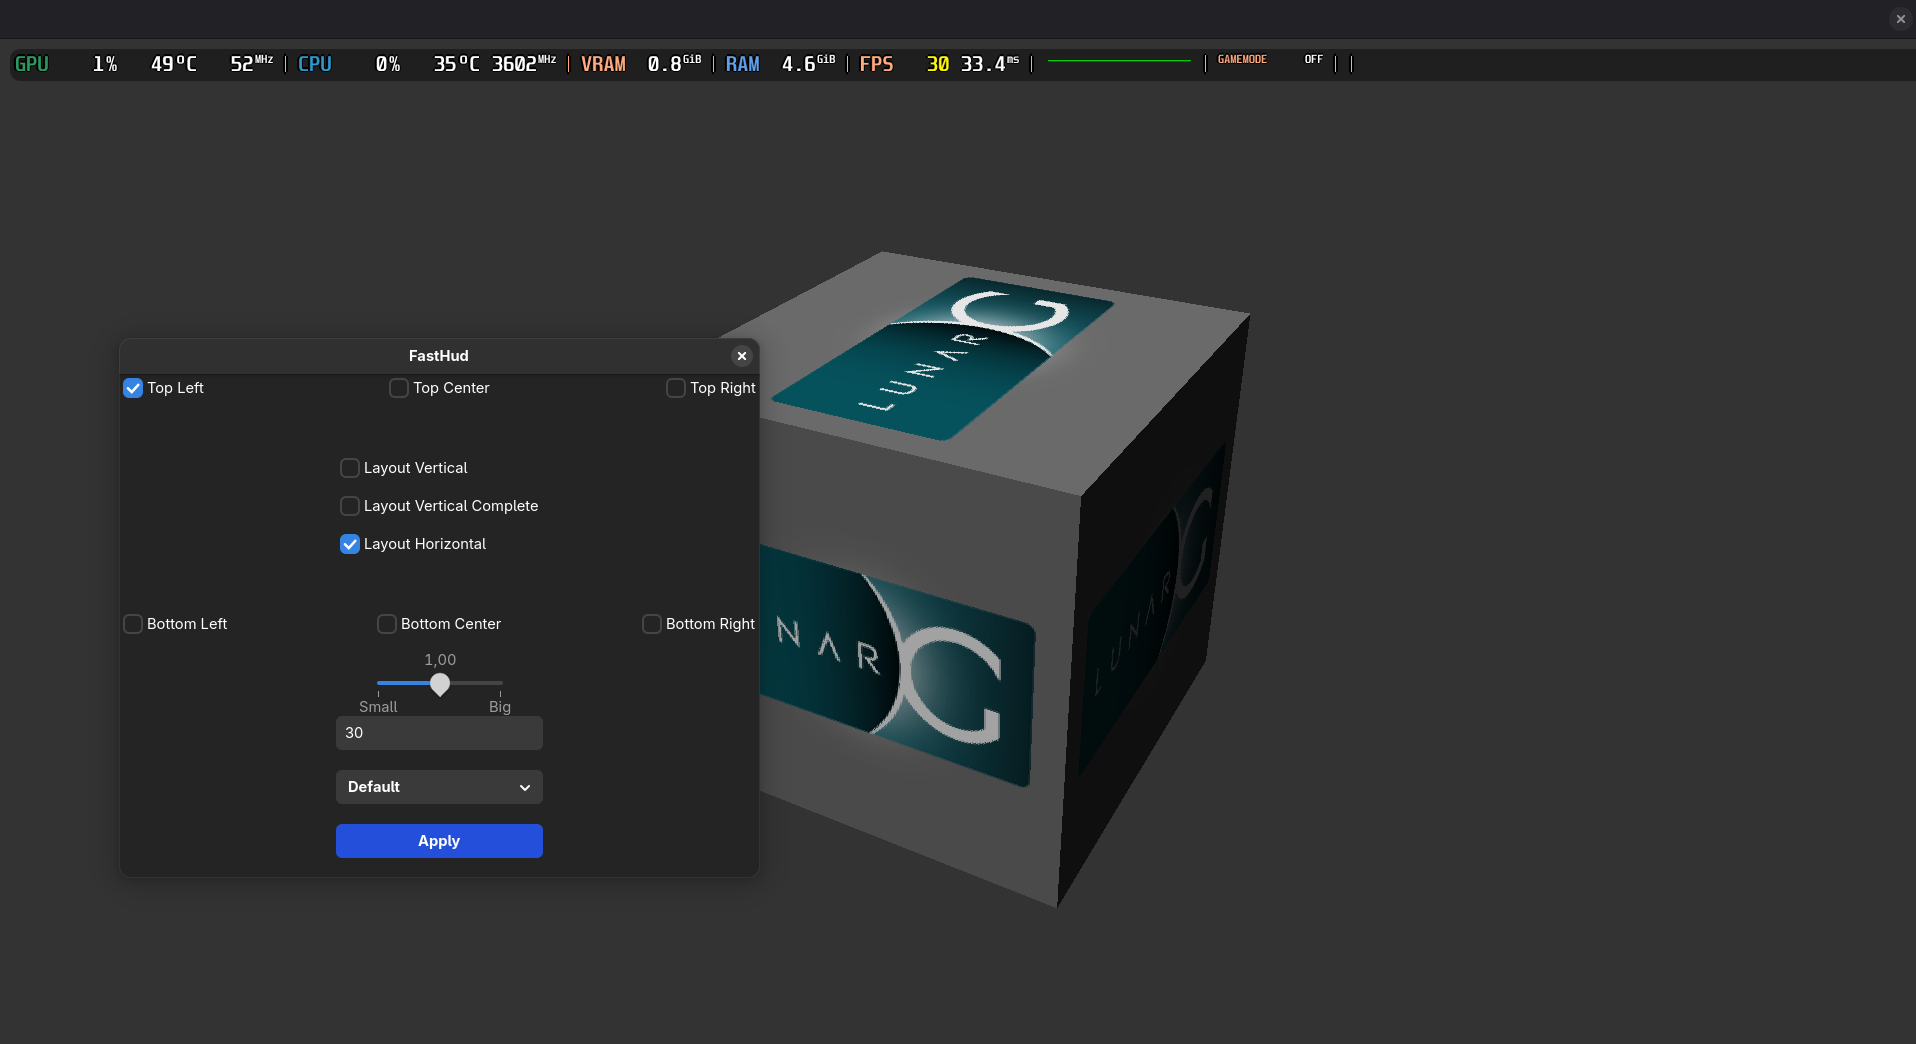 GPU 1% 49°C 52MHz | CPU 0% 35°C 3602MHz | VRAM 0.8GiB | RAM 4.6GiB | FPS 30 33.4ms | | GAMEMODE OFF | |
LUNAR G
FastHud
Top Left Top Center Top Right
Layout Vertical
Layout Vertical Complete
Layout Horizontal
Bottom Left Bottom Center Bottom Right
1,00
Small Big
30
Default
Apply
NAR G
LUNAR G